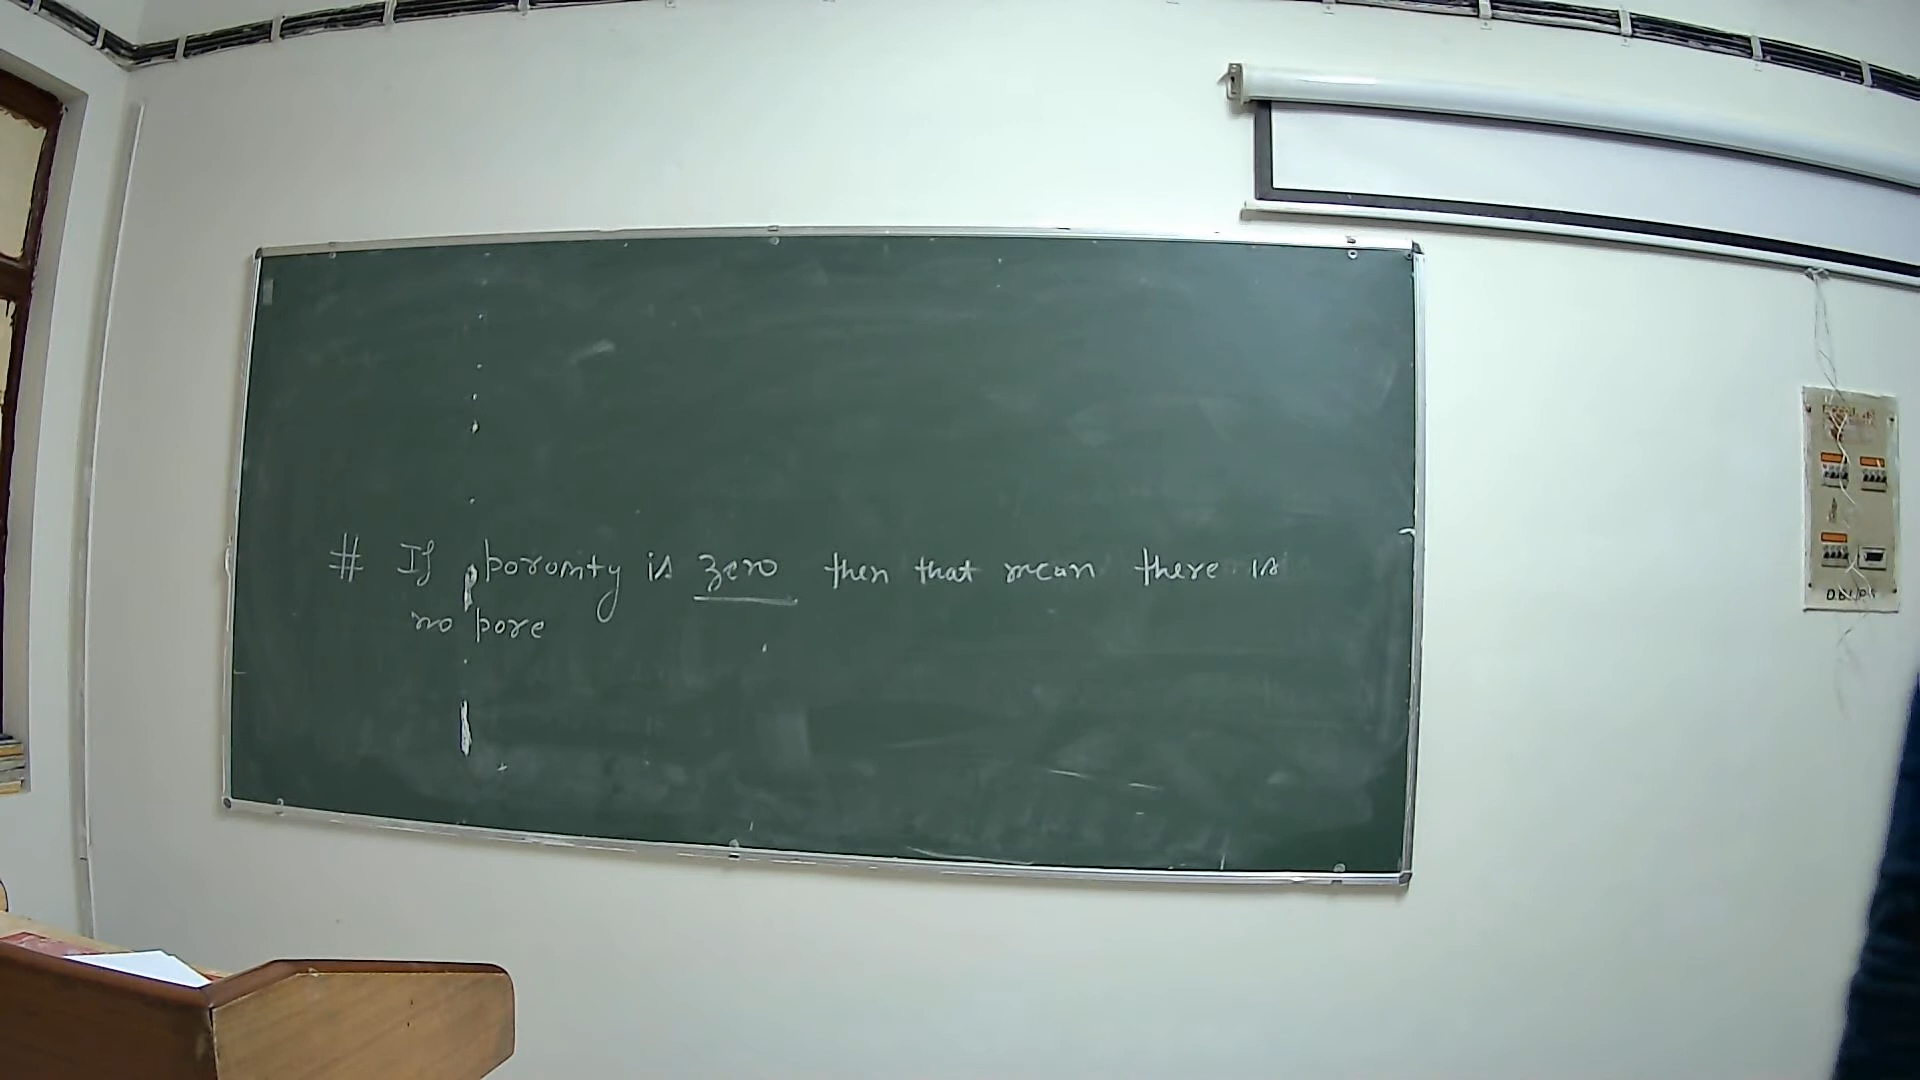 # If porosity is zero then that mean there is
no pore